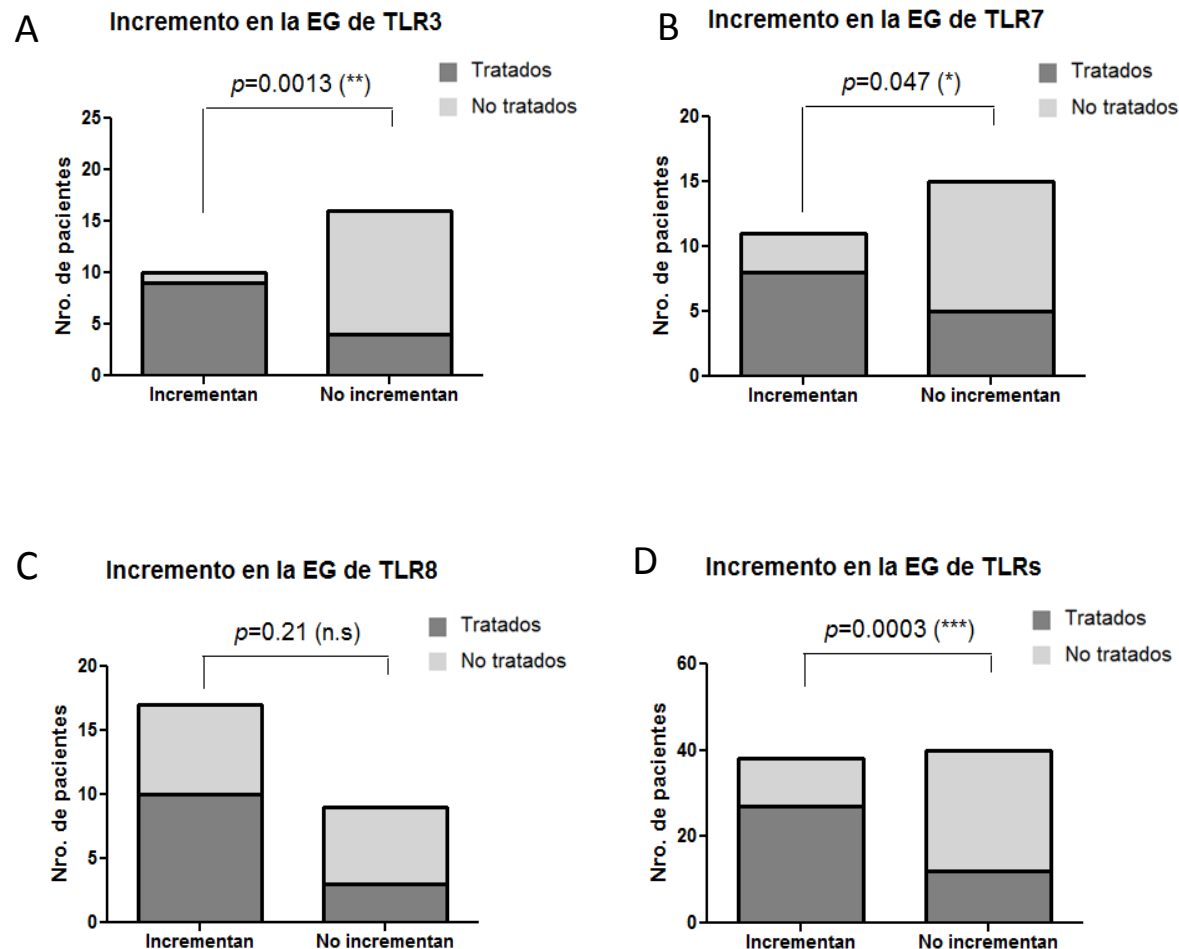 A
Incremento en la EG de TLR3
p=0.0013 (**)
Tratados
No tratados
Nro. de pacientes
25
20
15
10
5
0
Incrementan
No incrementan
B
Incremento en la EG de TLR7
p=0.047 (*)
Tratados
No tratados
Nro. de pacientes
20
15
10
5
0
Incrementan
No incrementan
C
Incremento en la EG de TLR8
p=0.21 (n.s)
Tratados
No tratados
Nro. de pacientes
20
15
10
5
0
Incrementan
No incrementan
D
Incremento en la EG de TLRs
p=0.0003 (***)
Tratados
No tratados
Nro. de pacientes
60
40
20
0
Incrementan
No incrementan